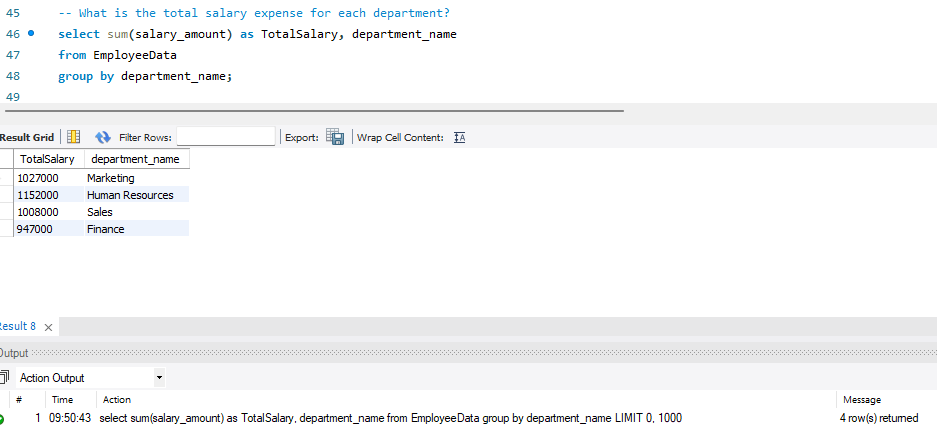 45 -- What is the total salary expense for each department?
46 select sum(salary_amount) as TotalSalary, department_name
47 from EmployeeData
48 group by department_name;
49
Result Grid Filter Rows: Export: Wrap Cell Content: IA
TotalSalary department_name
1027000 Marketing
1152000 Human Resources
1008000 Sales
947000 Finance
Result 8 ×
Output
Action Output
# Time Action Message
1 09:50:43 select sum(salary_amount) as TotalSalary, department_name from EmployeeData group by department_name LIMIT 0, 1000 4 row(s) returned